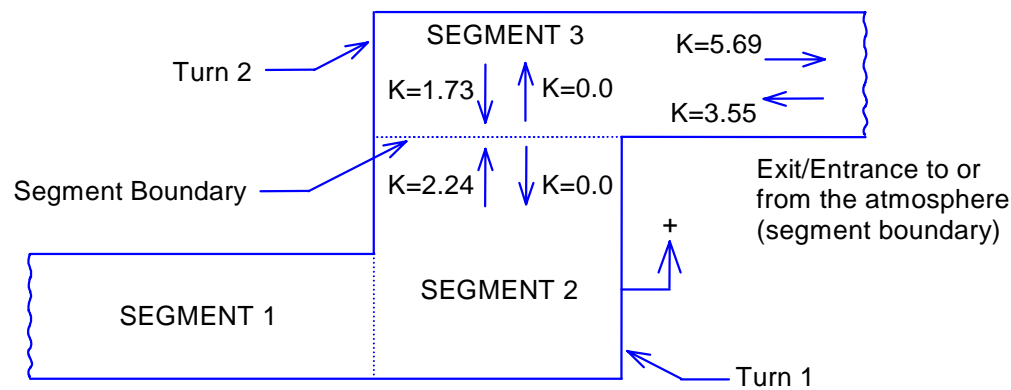 SEGMENT 3
K=5.69
Turn 2
K=1.73
K=0.0
K=3.55
Segment Boundary
K=2.24
K=0.0
Exit/Entrance to or
from the atmosphere
(segment boundary)
+
SEGMENT 1
SEGMENT 2
Turn 1